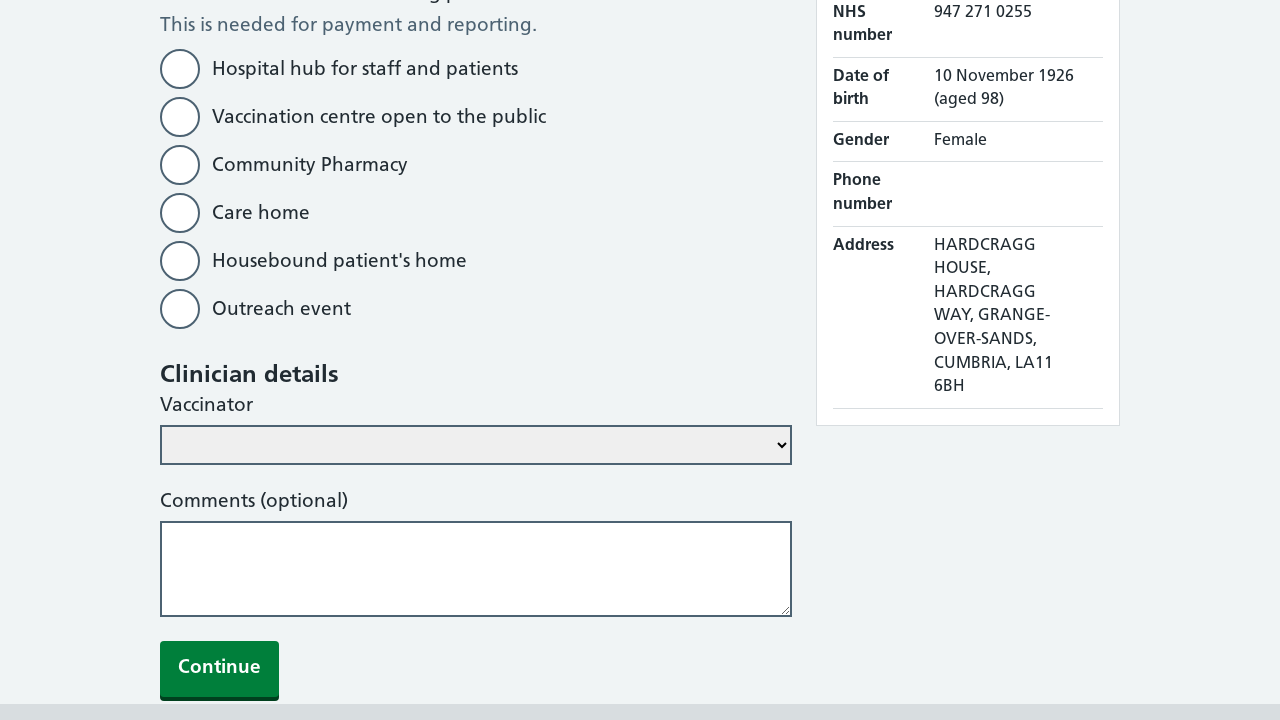 This is needed for payment and reporting.
Hospital hub for staff and patients
Vaccination centre open to the public
Community Pharmacy
Care home
Housebound patient's home
Outreach event
Clinician details
Vaccinator
Comments (optional)
Continue
NHS number
947 271 0255
Date of birth
10 November 1926 (aged 98)
Gender
Female
Phone number
Address
HARDCRAGG
HOUSE,
HARDCRAGG
WAY, GRANGE-
OVER-SANDS,
CUMBRIA, LA11
6BH